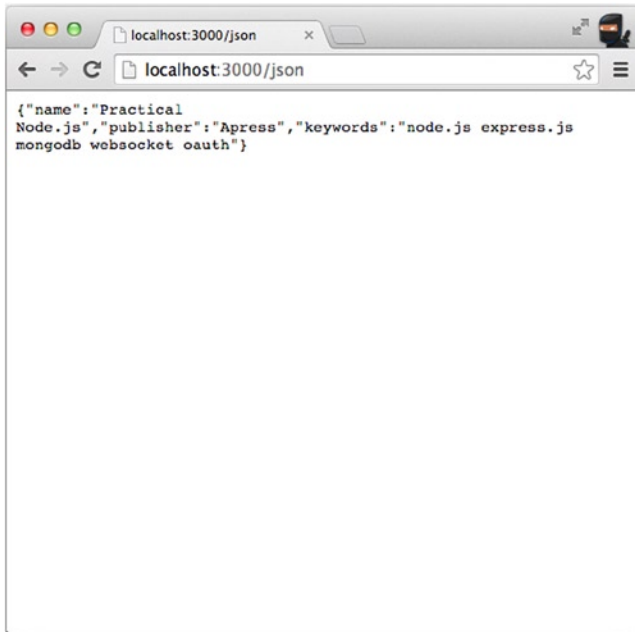 localhost:3000/json
localhost:3000/json
{"name":"Practical
Node.js","publisher":"Apress","keywords":"node.js express.js
mongodb websocket oauth"}